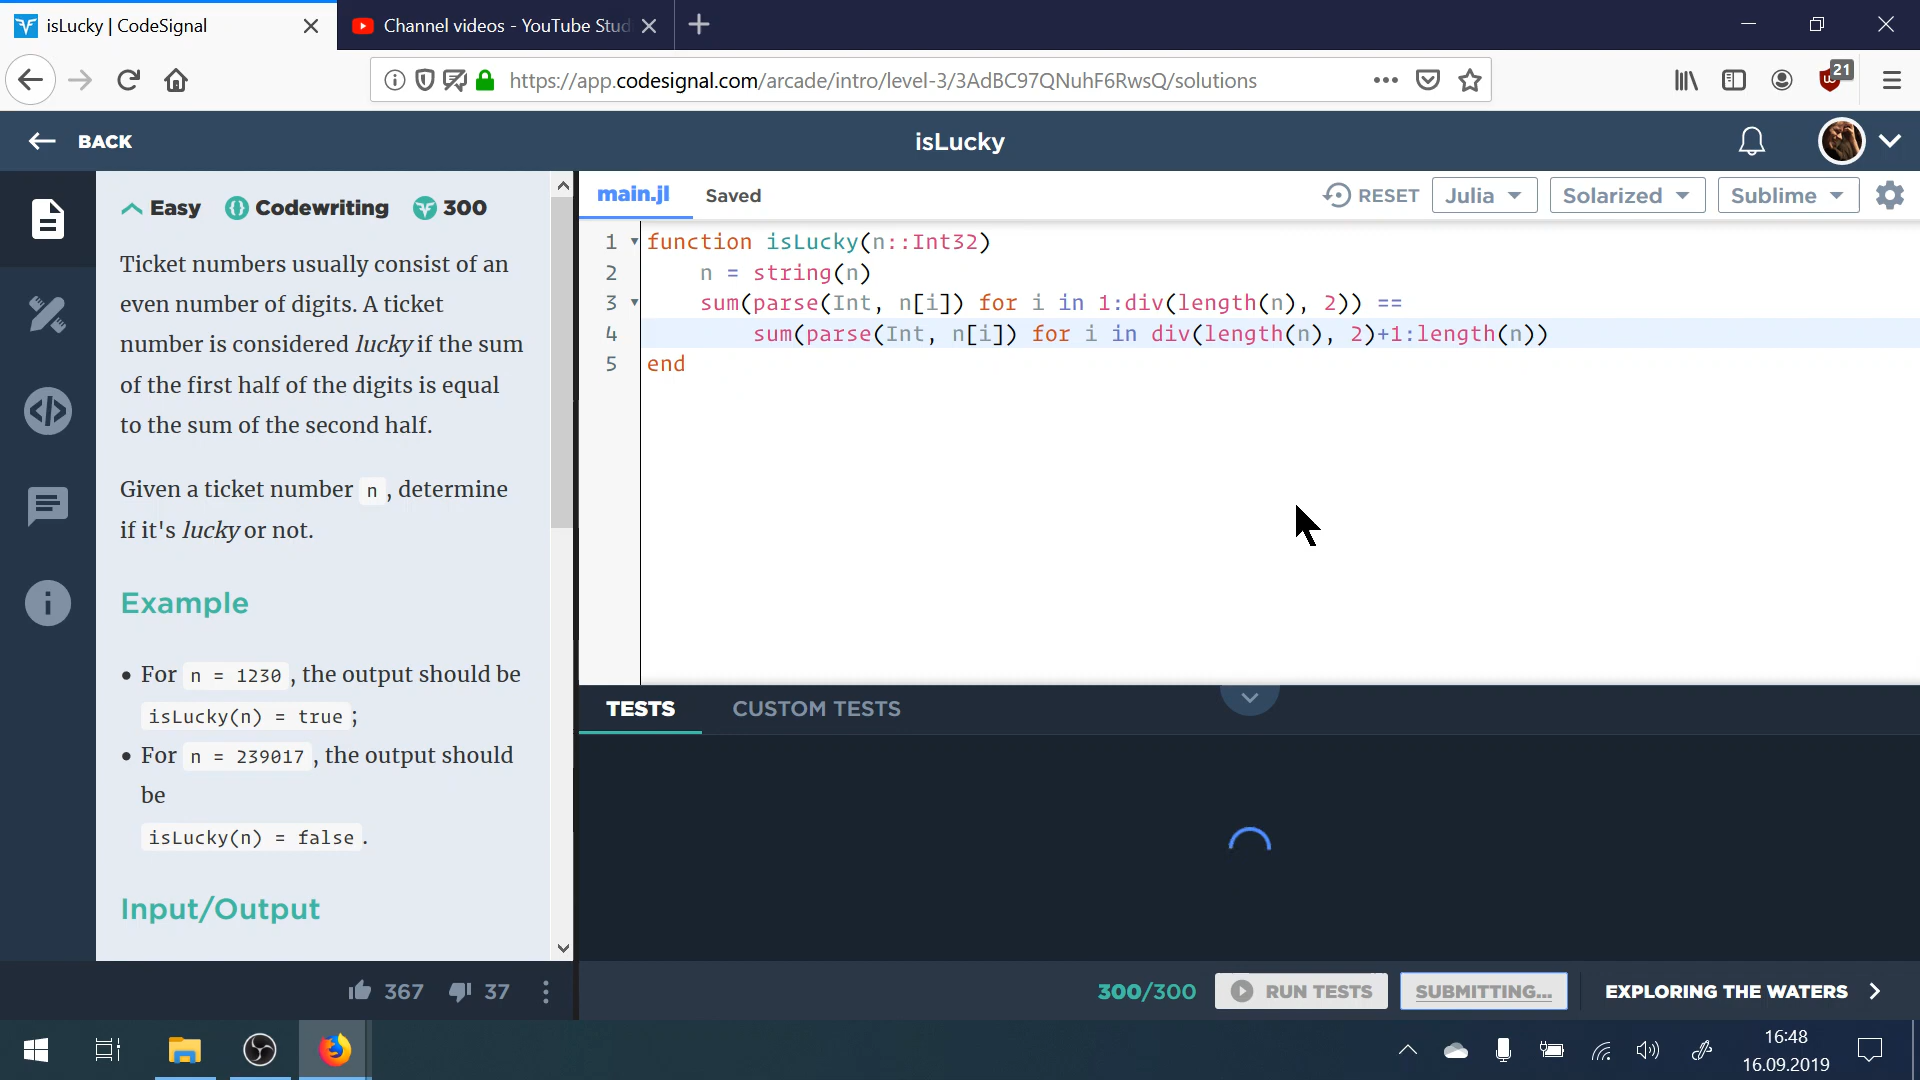 isLucky | CodeSignal
Channel videos - YouTube Stud
https://app.codesignal.com/arcade/intro/level-3/3AdBC97QNuhF6RwsQ/solutions
21
BACK
isLucky
Easy
Codewriting
300
Ticket numbers usually consist of an
even number of digits. A ticket
number is considered lucky if the sum
of the first half of the digits is equal
to the sum of the second half.
Given a ticket number n, determine
if it's lucky or not.
Example
• For n = 1230, the output should be
isLucky(n) = true;
• For n = 239017, the output should
be
isLucky(n) = false.
Input/Output
367
37
main.jl
Saved
RESET
Julia
Solarized
Sublime
1 function isLucky(n::Int32)
2 n = string(n)
3 sum(parse(Int, n[i]) for i in 1:div(length(n), 2)) ==
4 sum(parse(Int, n[i]) for i in div(length(n), 2)+1:length(n))
5 end
TESTS
CUSTOM TESTS
300/300
RUN TESTS
SUBMITTING...
EXPLORING THE WATERS
16:48
16.09.2019